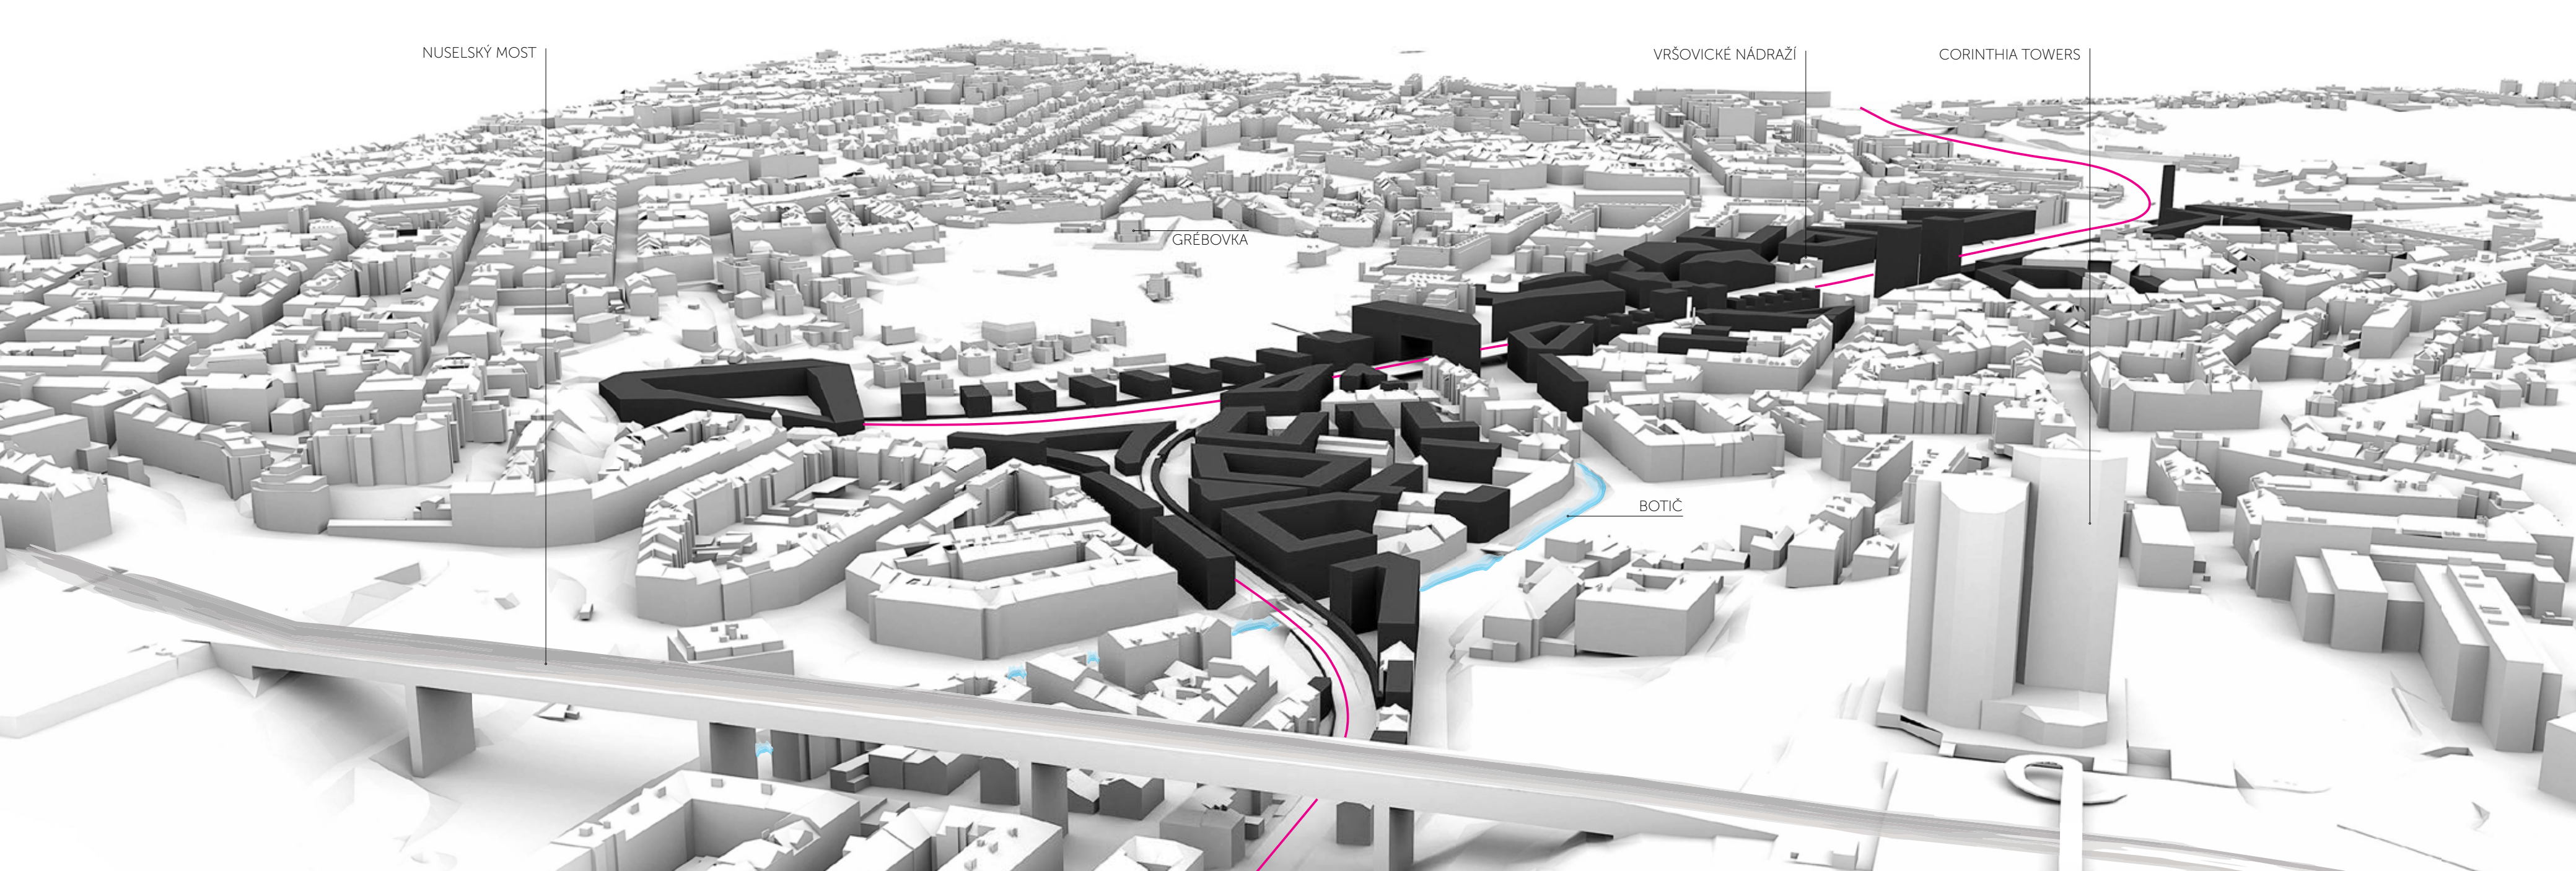 NUSELSKÝ MOST
VRŠOVICKÉ NÁDRAŽÍ
CORINTHIA TOWERS
GRÉBOVKA
BOTIČ